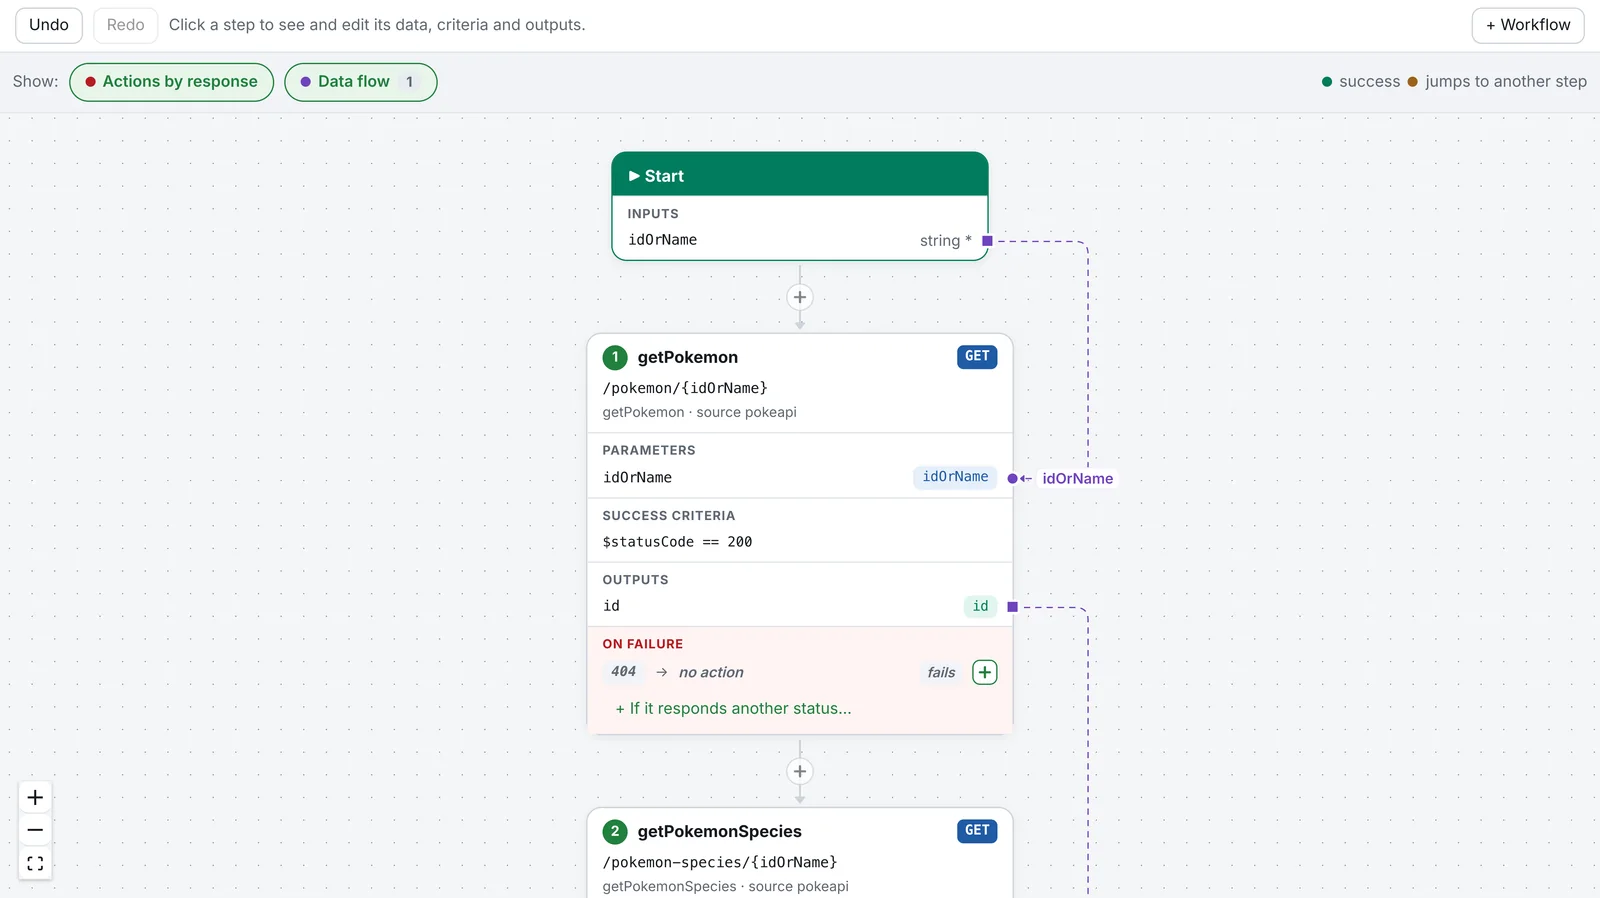 Undo
Redo
Click a step to see and edit its data, criteria and outputs.
+ Workflow
Show:
Actions by response
Data flow 1
success
jumps to another step
Start
INPUTS
idOrName
string *
1 getPokemon
GET
/pokemon/{idOrName}
getPokemon · source pokeapi
PARAMETERS
idOrName
idOrName
idOrName
SUCCESS CRITERIA
$statusCode == 200
OUTPUTS
id
id
ON FAILURE
404 → no action
fails
+ If it responds another status...
2 getPokemonSpecies
GET
/pokemon-species/{idOrName}
getPokemonSpecies · source pokeapi